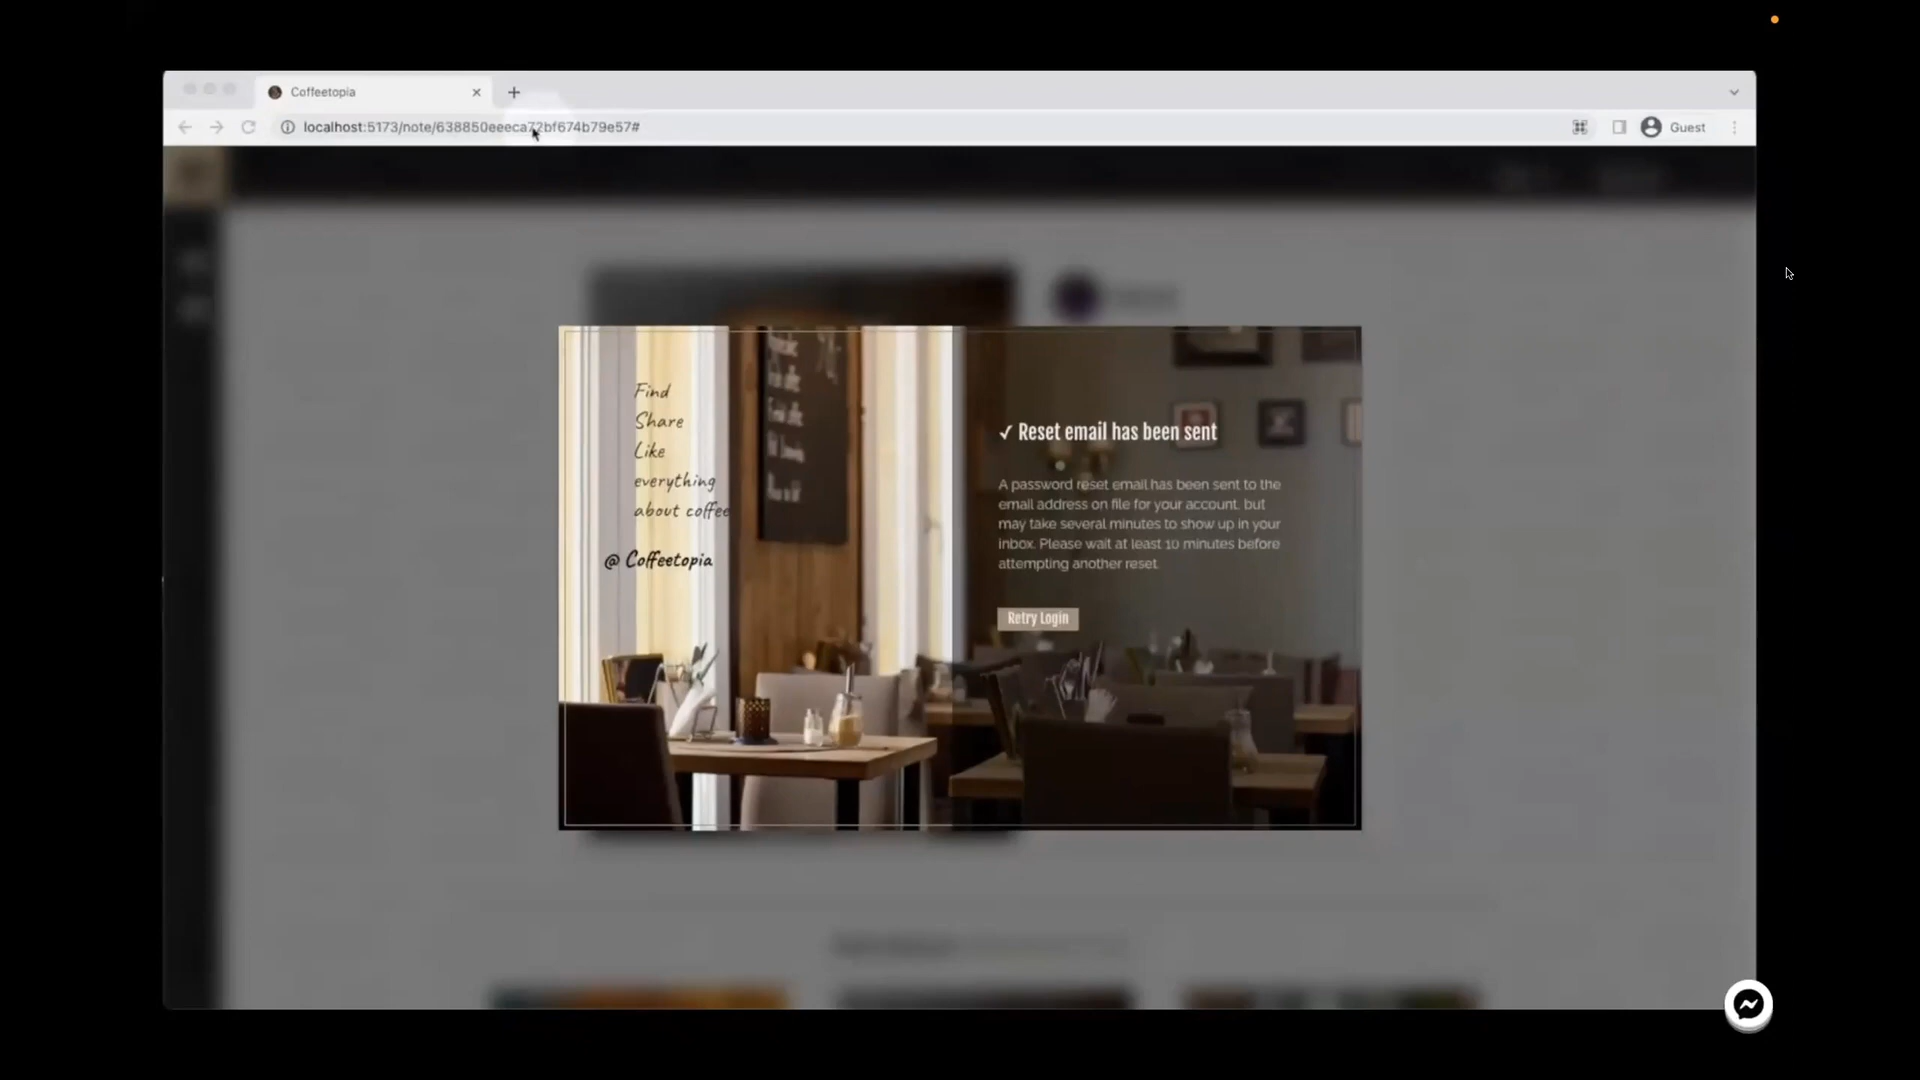 Coffeetopia
localhost:5173/note/638850eeeca72bf674b79e57#
Guest
Find
Share
Like
everything
about coffee
@ Coffeetopia
✓ Reset email has been sent
A password reset email has been sent to the
email address on file for your account, but
may take several minutes to show up in your
inbox. Please wait at least 10 minutes before
attempting another reset.
Retry Login